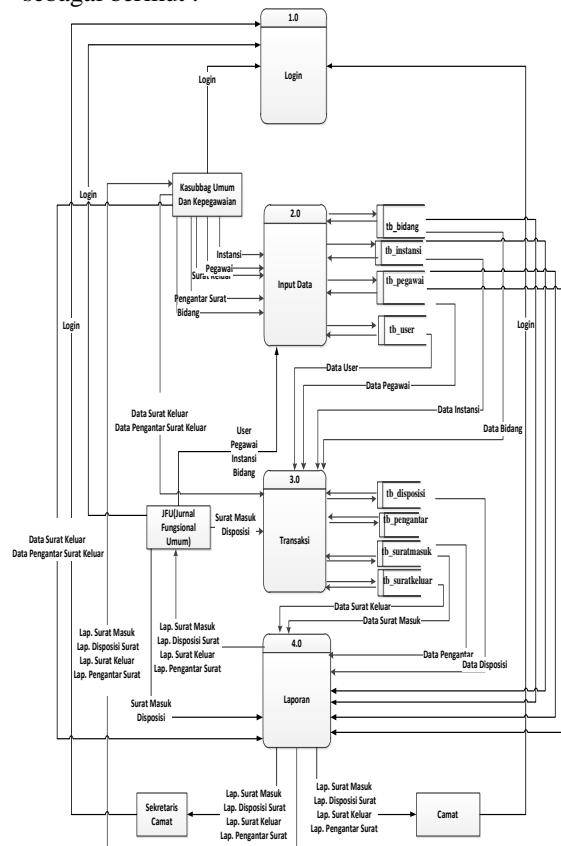 sebagai berikut :
1.0
Login
Login
Kasubbag Umum
Dan Kepegawaian
Login
Login
Login
2.0
Input Data
Instansi
Pegawai
Surat Keluar
Pengantar Surat
Bidang
tb_bidang
tb_instansi
tb_pegawai
tb_user
Data User
Data Pegawai
Data Instansi
Data Bidang
Data Surat Keluar
Data Pengantar Surat Keluar
User
Pegawai
Instansi
Bidang
3.0
Transaksi
JFU(Jurnal
Fungsional
Umum)
Surat Masuk
Disposisi
tb_disposisi
tb_pengantar
tb_suratmasuk
tb_suratkeluar
Data Surat Keluar
Data Pengantar Surat Keluar
Data Surat Keluar
Data Surat Masuk
4.0
Laporan
Lap. Surat Masuk
Lap. Disposisi Surat
Lap. Surat Keluar
Lap. Pengantar Surat
Lap. Surat Masuk
Lap. Disposisi Surat
Lap. Surat Keluar
Lap. Pengantar Surat
Data Pengantar
Data Disposisi
Surat Masuk
Disposisi
Sekretaris
Camat
Lap. Surat Masuk
Lap. Disposisi Surat
Lap. Surat Keluar
Lap. Pengantar Surat
Lap. Surat Masuk
Lap. Disposisi Surat
Lap. Surat Keluar
Lap. Pengantar Surat
Camat